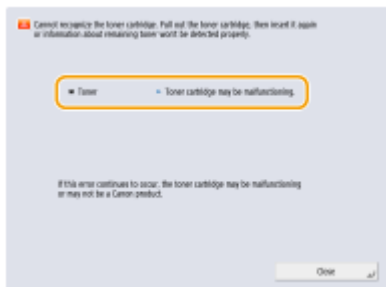 Cannot recognize the toner cartridge. Pull out the toner cartridge, then insert it again
or information about remaining toner won't be detected properly.
Toner
Toner cartridge may be malfunctioning.
If this error continues to occur, the toner cartridge may be malfunctioning
or may not be a Canon product.
Close